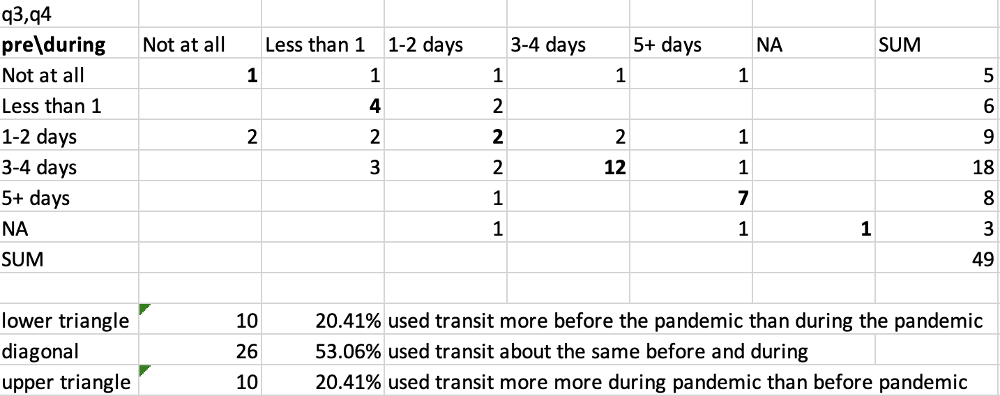 q3,q4
pre\during Not at all Less than 1 1-2 days 3-4 days 5+ days NA SUM
Not at all 1 1 1 1 1 5
Less than 1 4 2 6
1-2 days 2 2 2 2 1 9
3-4 days 3 2 12 1 18
5+ days 1 7 8
NA 1 1 1 3
SUM 49
lower triangle 10 20.41% used transit more before the pandemic than during the pandemic
diagonal 26 53.06% used transit about the same before and during
upper triangle 10 20.41% used transit more more during pandemic than before pandemic